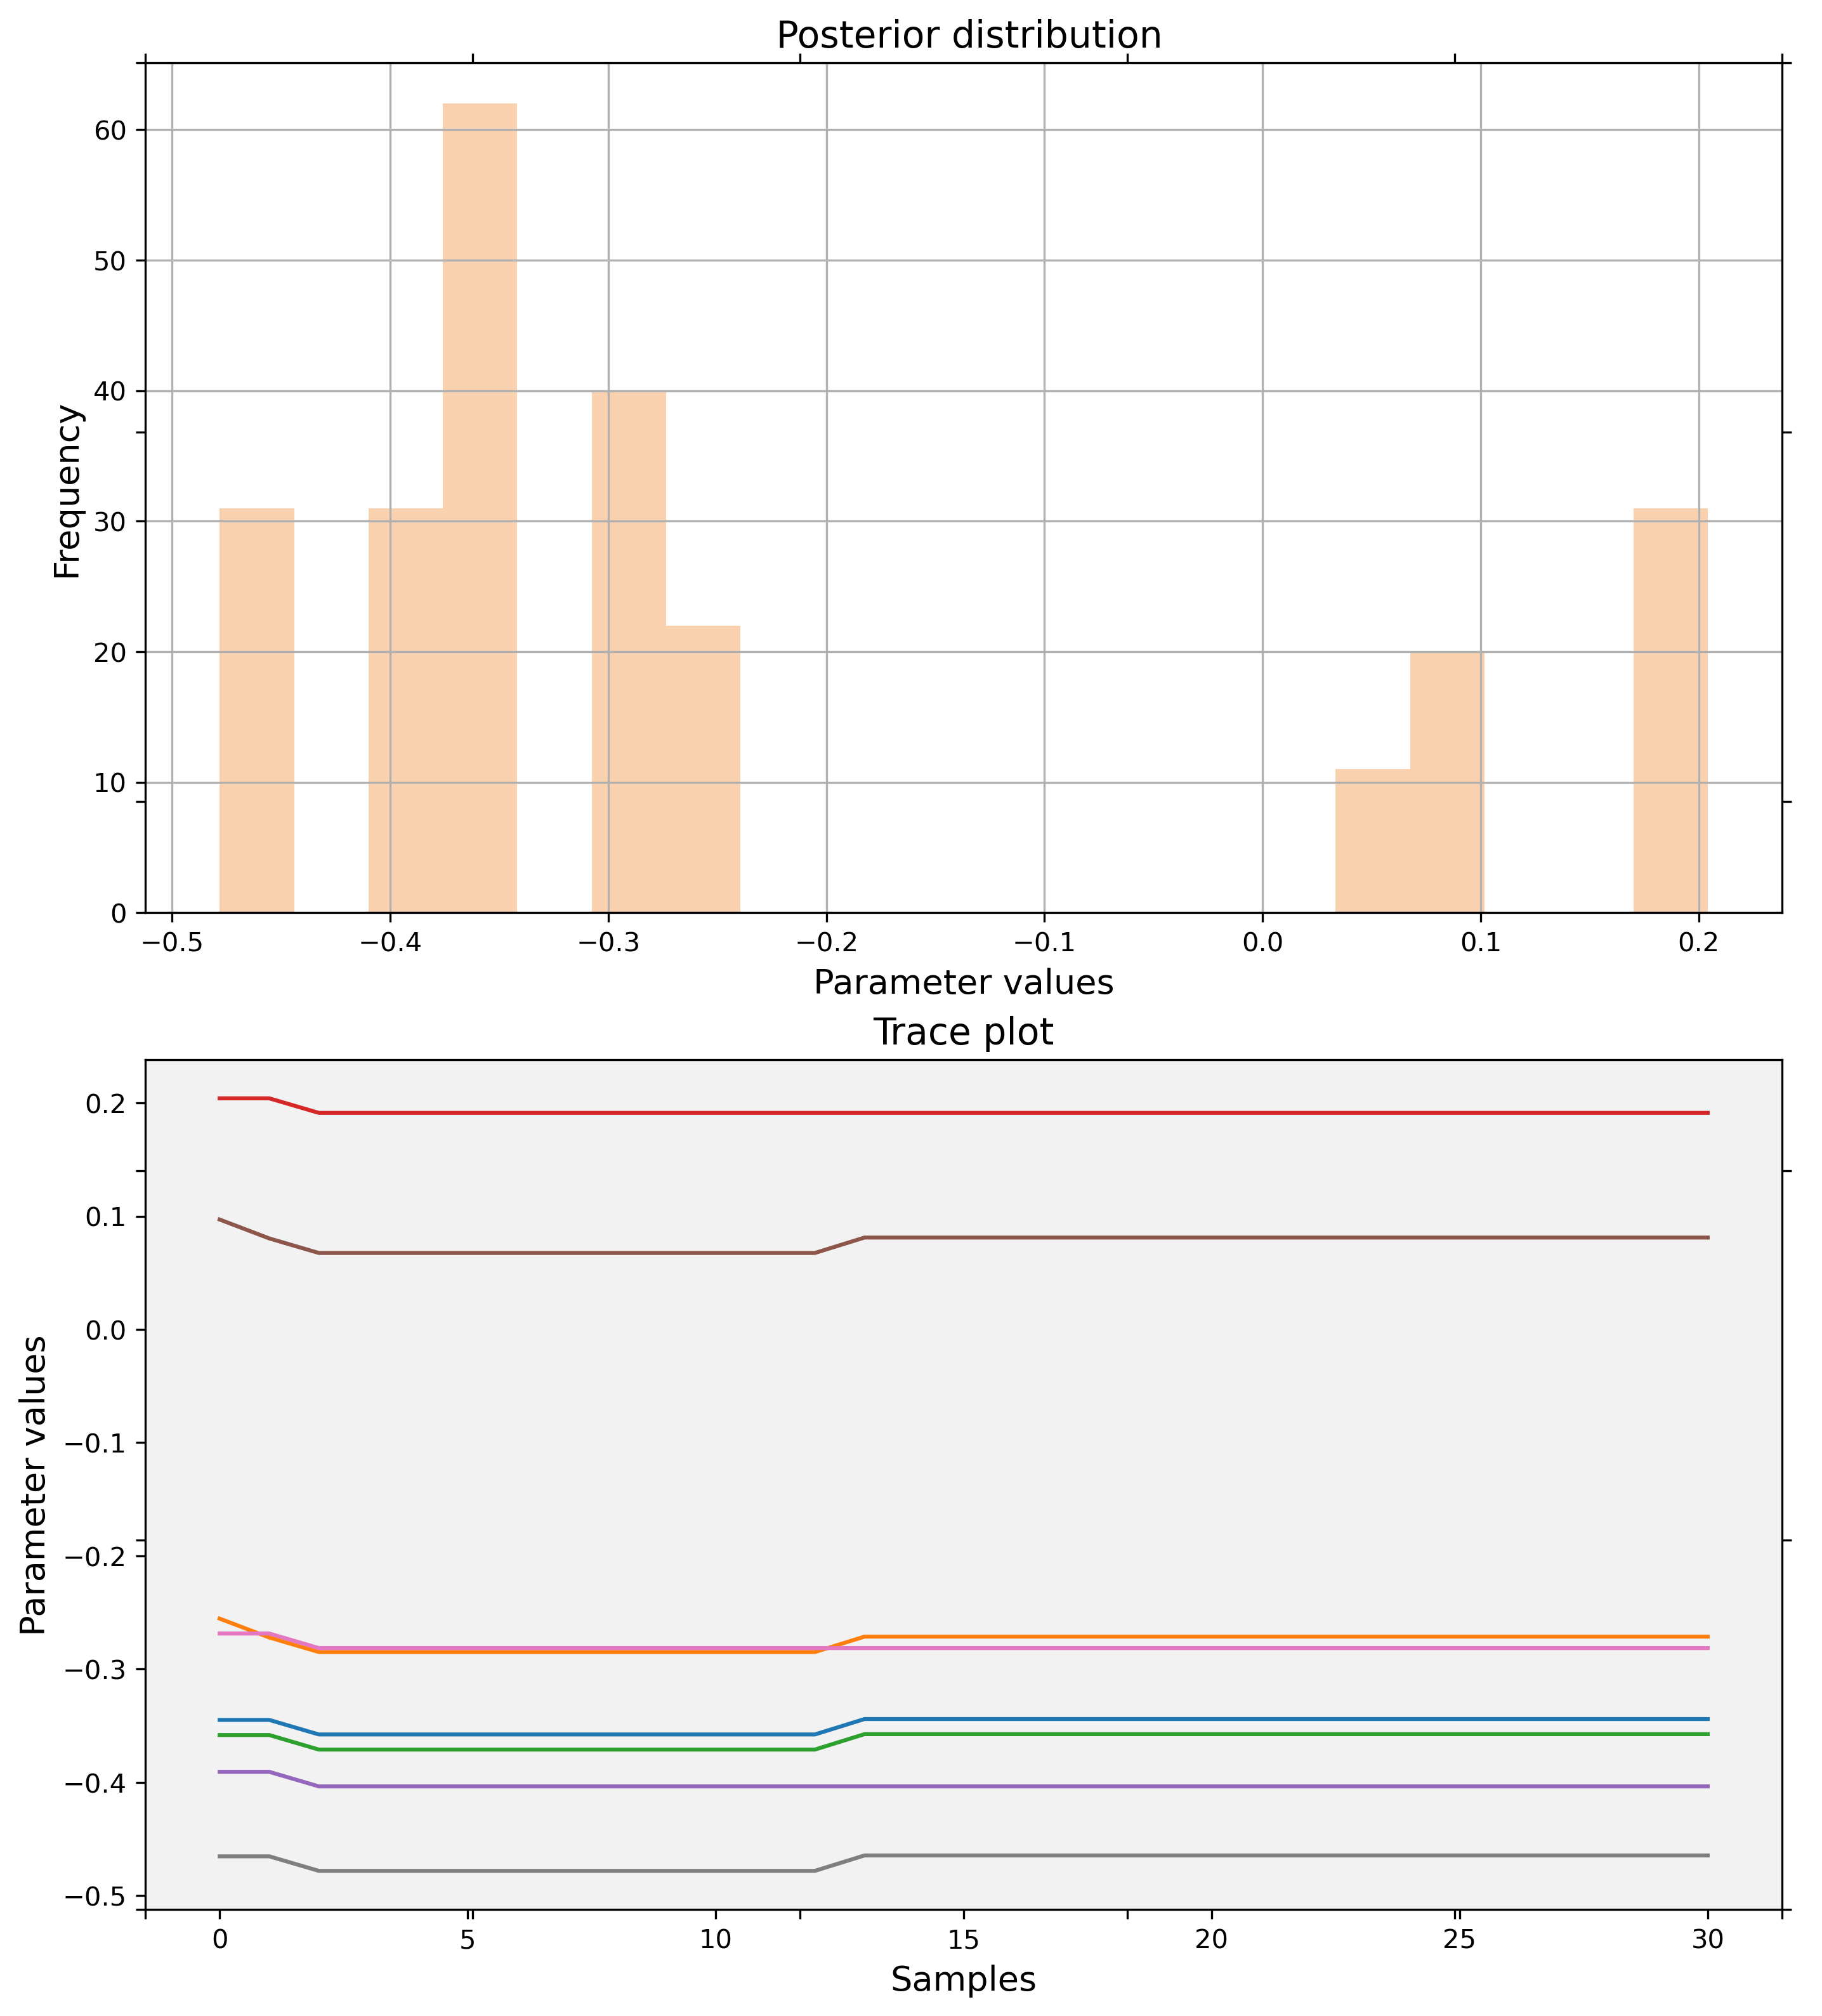 Posterior distribution
60
50
40
30
20
10
0
Frequency
−0.5 −0.4 −0.3 −0.2 −0.1 0.0 0.1 0.2
Parameter values
Trace plot
0.2
0.1
0.0
−0.1
−0.2
−0.3
−0.4
−0.5
Parameter values
0 5 10 15 20 25 30
Samples